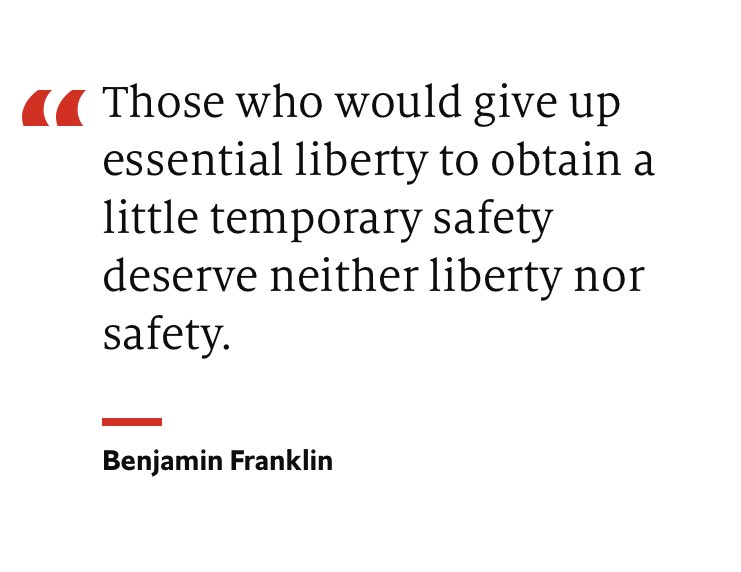 “Those who would give up
essential liberty to obtain a
little temporary safety
deserve neither liberty nor
safety.
Benjamin Franklin